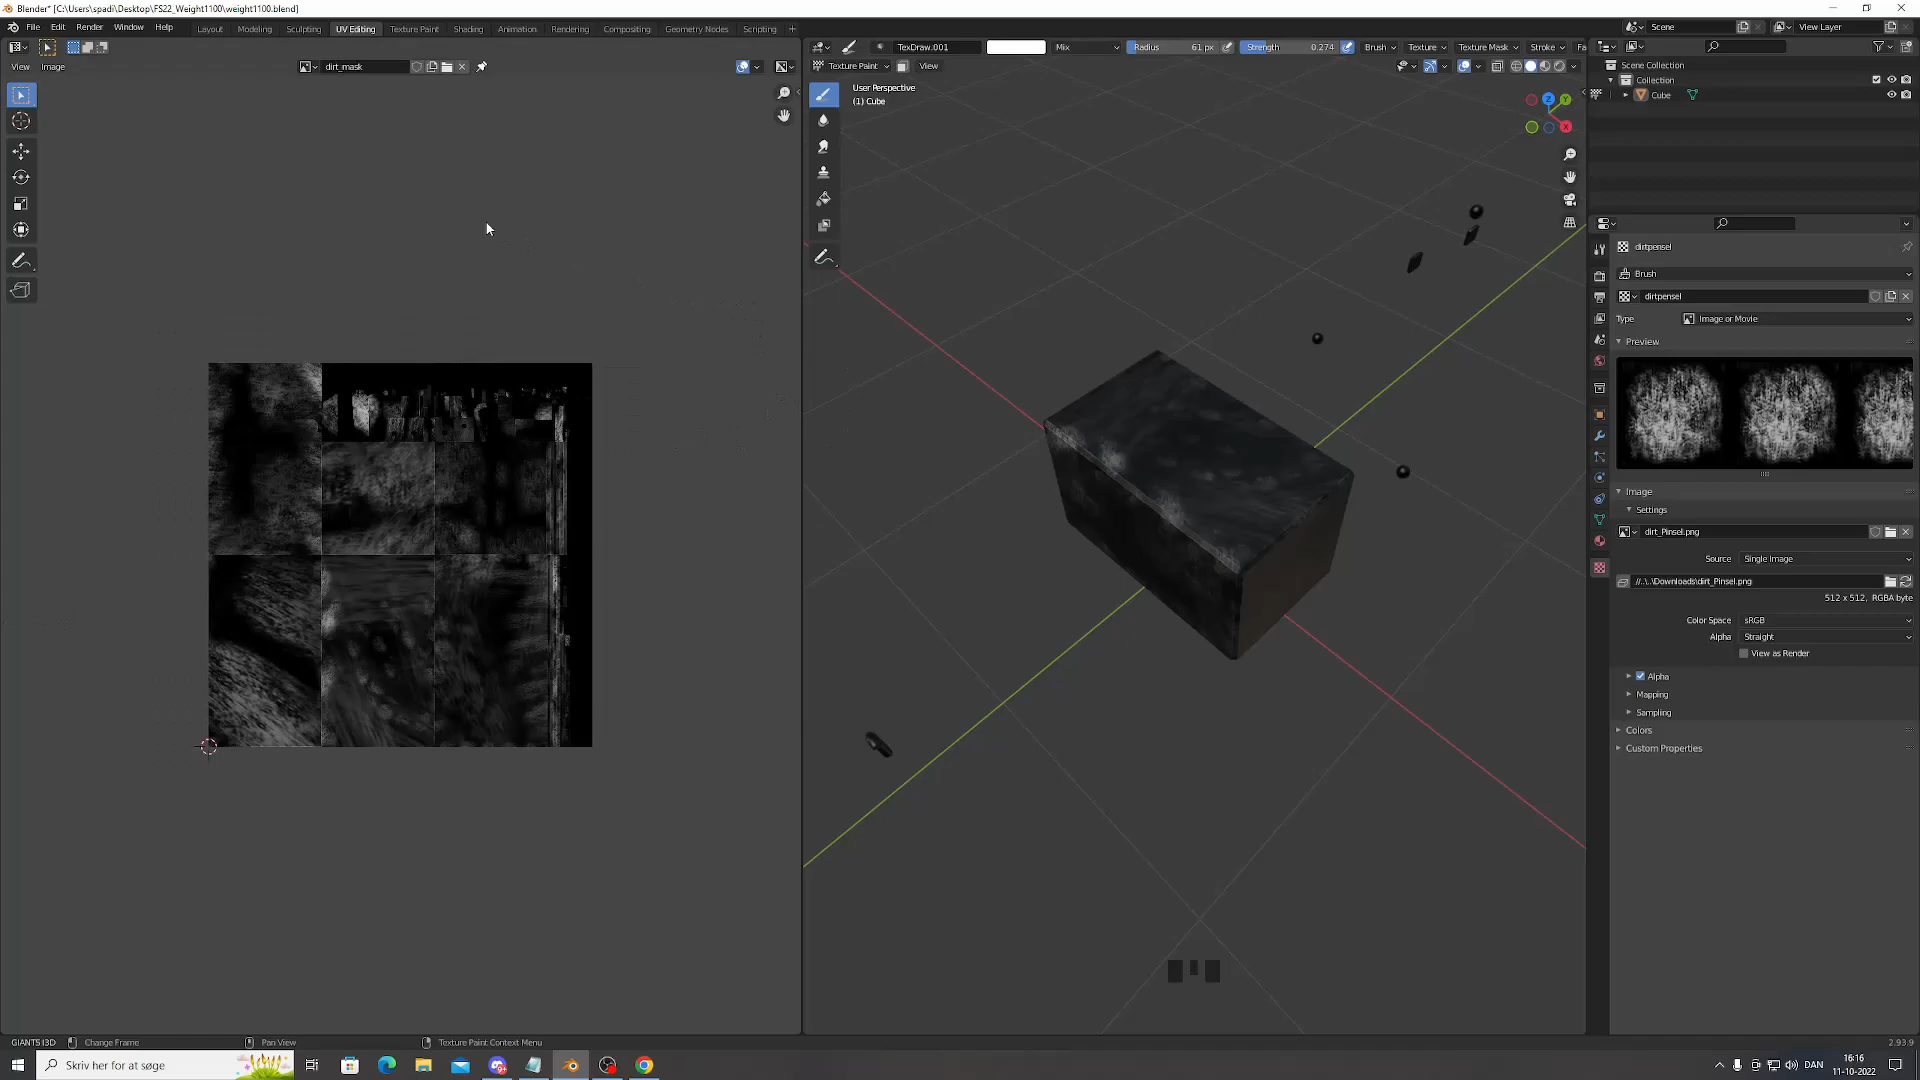 Blender* [C:\Users\spadi\Desktop\FS22_Weight1100\weight1100.blend]
File Edit Render Window Help Layout Modeling Sculpting UV Editing Texture Paint Shading Animation Rendering Compositing Geometry Nodes Scripting + Scene View Layer
TexDraw.001 Mix Radius 61 px Strength 0.274 Brush Texture Texture Mask Stroke Fa
View Image dirt_mask Texture Paint View
Scene Collection
Collection
Cube
User Perspective
(1) Cube
Z Y
X
dirtpensel
Brush
dirtpensel
Type Image or Movie
Preview
Image
Settings
dirt_Pinsel.png
Source Single Image
//..\..\Downloads\dirt_Pinsel.png
512 x 512, RGBA byte
Color Space sRGB
Alpha Straight
View as Render
Alpha
Mapping
Sampling
Colors
Custom Properties
GIANTS I3D Change Frame Pan View Texture Paint Context Menu 2.93.9
Skriv her for at søge DAN 16:16
11-10-2022